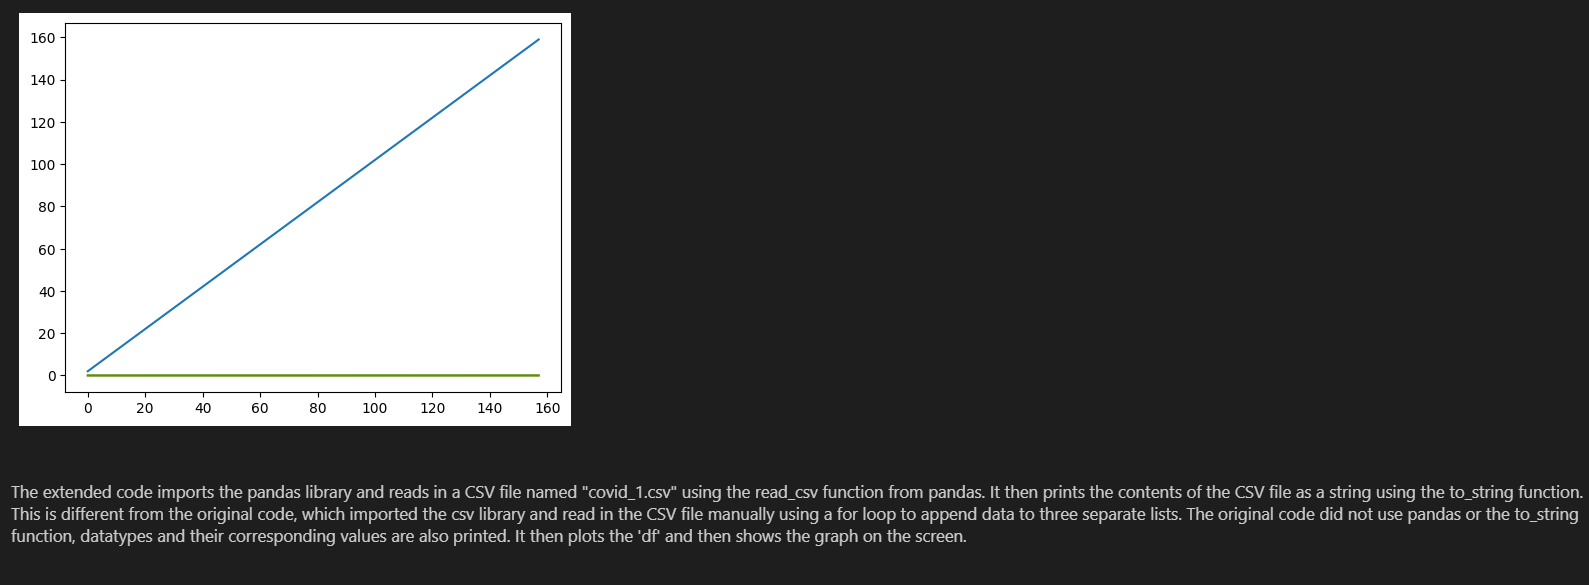 160
140
120
100
80
60
40
20
0
0 20 40 60 80 100 120 140 160
The extended code imports the pandas library and reads in a CSV file named "covid_1.csv" using the read_csv function from pandas. It then prints the contents of the CSV file as a string using the to_string function.
This is different from the original code, which imported the csv library and read in the CSV file manually using a for loop to append data to three separate lists. The original code did not use pandas or the to_string
function, datatypes and their corresponding values are also printed. It then plots the 'df' and then shows the graph on the screen.